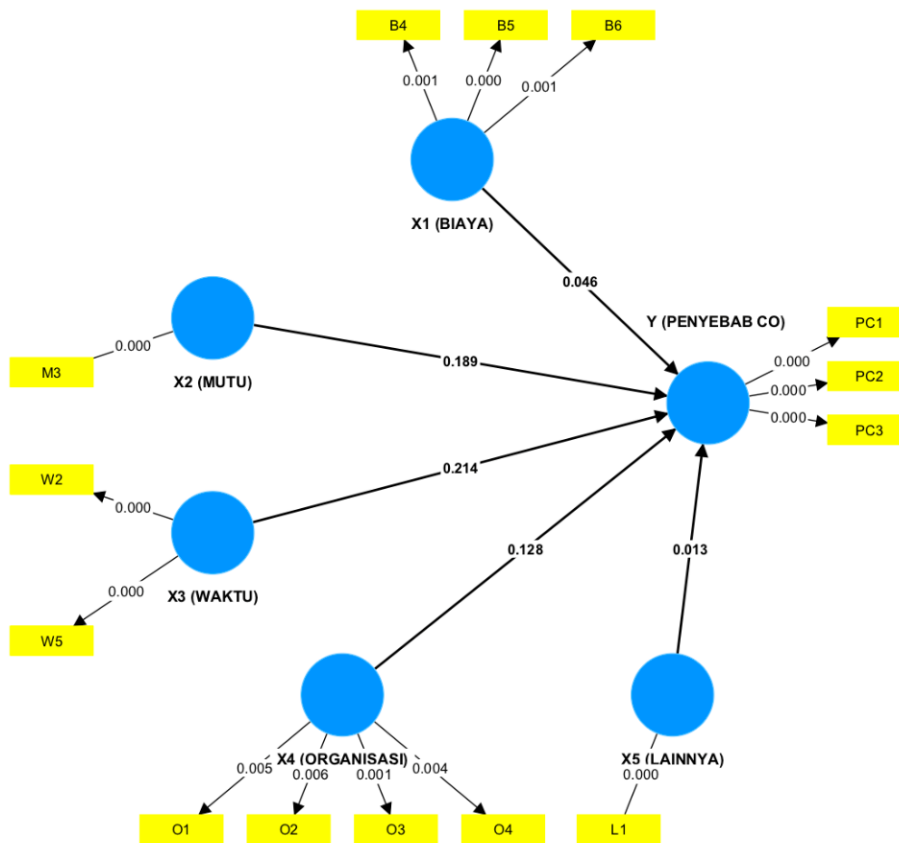 B4
B5
B6
0.001
0.000
0.001
X1 (BIAYA)
0.046
Y (PENYEBAB CO)
PC1
0.000
PC2
0.000
PC3
0.000
M3
0.000
X2 (MUTU)
0.189
W2
0.000
0.214
X3 (WAKTU)
0.000
W5
0.128
0.013
X4 (ORGANISASI)
0.005
0.006
0.001
0.004
X5 (LAINNYA)
0.000
O1
O2
O3
O4
L1